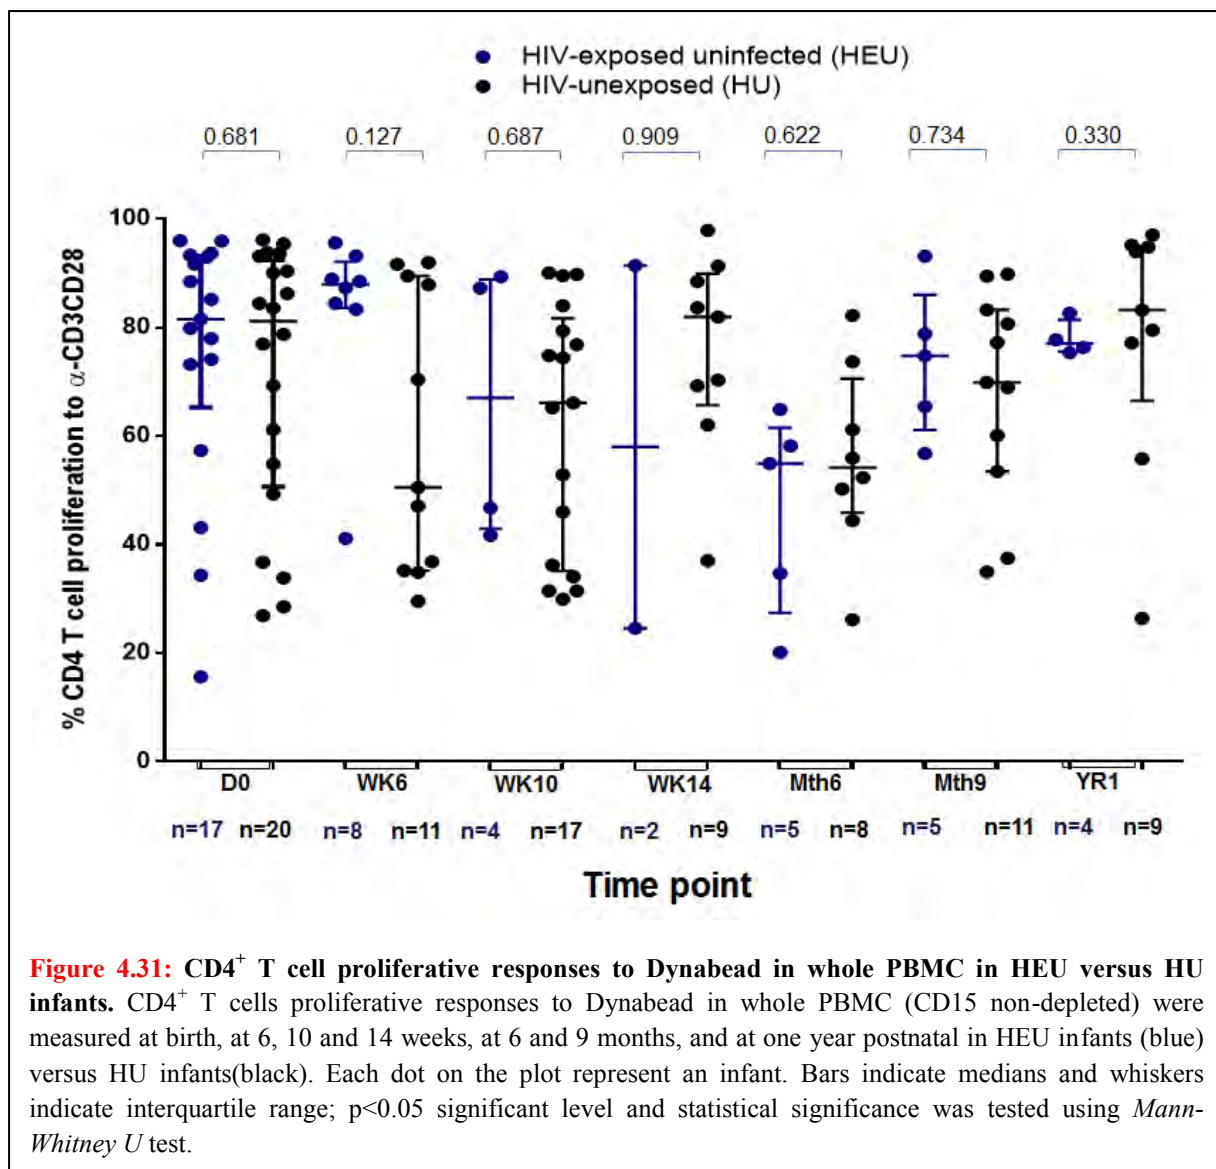 HIV-exposed uninfected (HEU)
HIV-unexposed (HU)
0.681 0.127 0.687 0.909 0.622 0.734 0.330
% CD4 T cell proliferation to α-CD3CD28
100
80
60
40
20
0
D0 WK6 WK10 WK14 Mth6 Mth9 YR1
n=17 n=20 n=8 n=11 n=4 n=17 n=2 n=9 n=5 n=8 n=5 n=11 n=4 n=9
Time point
Figure 4.31: CD4⁺ T cell proliferative responses to Dynabead in whole PBMC in HEU versus HU
infants. CD4⁺ T cells proliferative responses to Dynabead in whole PBMC (CD15 non-depleted) were
measured at birth, at 6, 10 and 14 weeks, at 6 and 9 months, and at one year postnatal in HEU infants (blue)
versus HU infants(black). Each dot on the plot represent an infant. Bars indicate medians and whiskers
indicate interquartile range; p<0.05 significant level and statistical significance was tested using Mann-
Whitney U test.